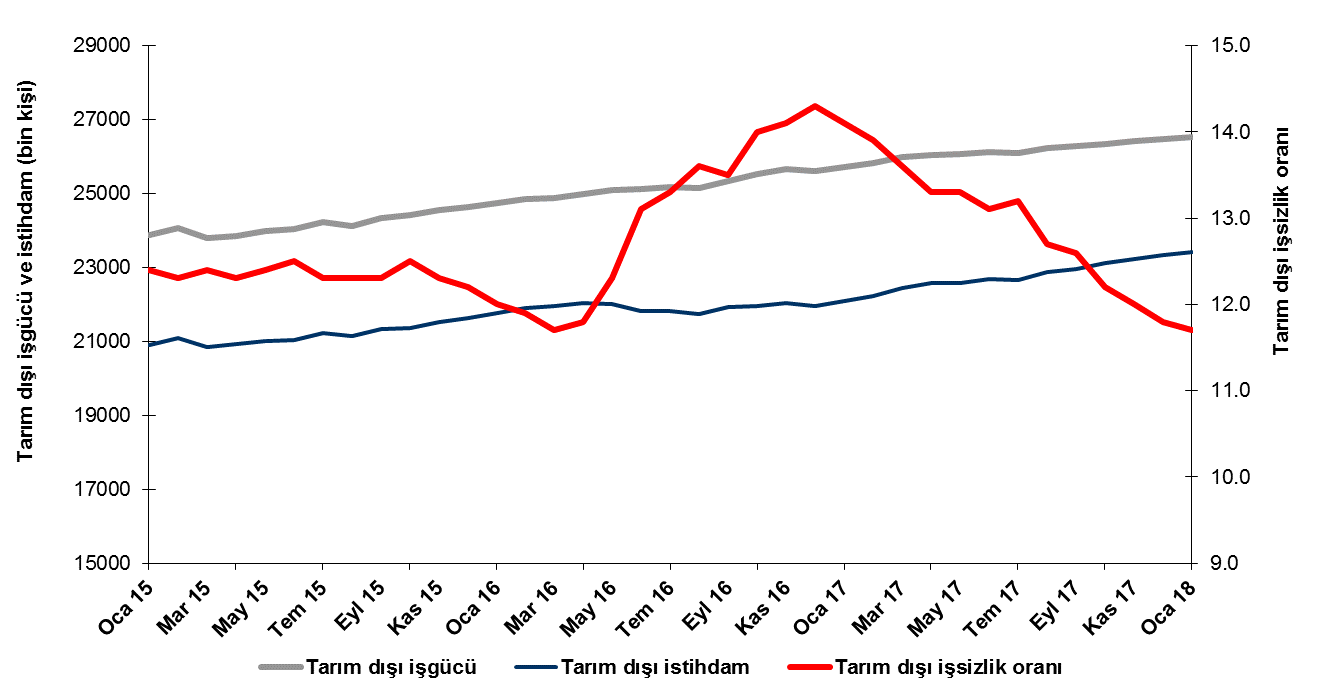 Tarım dışı işgücü ve istihdam (bin kişi)
29000
27000
25000
23000
21000
19000
17000
15000
15.0
14.0
13.0
12.0
11.0
10.0
9.0
Tarım dışı işsizlik oranı
Oca 15
Mar 15
May 15
Tem 15
Eyl 15
Kas 15
Oca 16
Mar 16
May 16
Tem 16
Eyl 16
Kas 16
Oca 17
Mar 17
May 17
Tem 17
Eyl 17
Kas 17
Oca 18
Tarım dışı işgücü
Tarım dışı istihdam
Tarım dışı işsizlik oranı